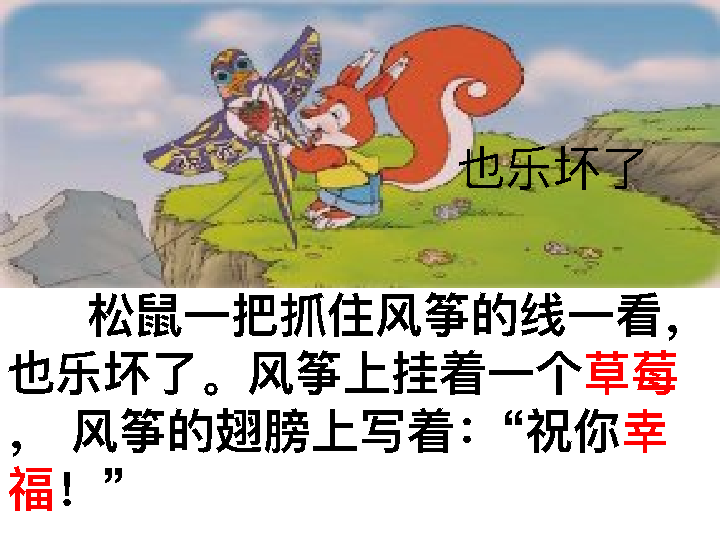 也乐坏了
松鼠一把抓住风筝的线一看，
也乐坏了。风筝上挂着一个草莓
， 风筝的翅膀上写着：“祝你幸
福！”